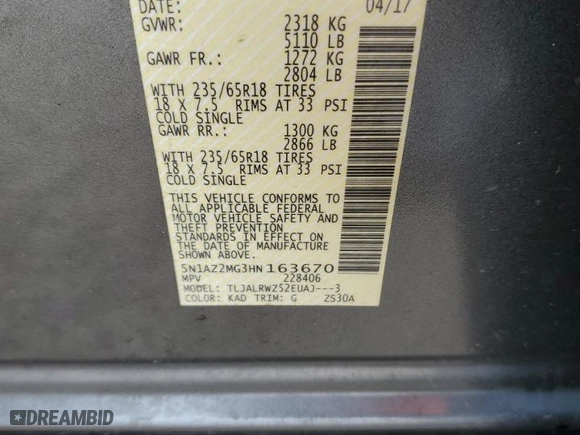 DATE: 04/17
GVWR: 2318 KG
5110 LB
GAWR FR.: 1272 KG
2804 LB
WITH 235/65R18 TIRES
18 X 7.5 RIMS AT 33 PSI
COLD SINGLE
GAWR RR.: 1300 KG
2866 LB
WITH 235/65R18 TIRES
18 X 7.5 RIMS AT 33 PSI
COLD SINGLE
THIS VEHICLE CONFORMS TO
ALL APPLICABLE FEDERAL
MOTOR VEHICLE SAFETY AND
THEFT PREVENTION
STANDARDS IN EFFECT ON
THE DATE OF MANUFACTURE
SHOWN ABOVE.
5N1AZ2MG3HN163670
MPV 228406
MODEL: TLJALRWZ52EUAJ---3
COLOR: KAD TRIM: G ZS30A
DREAMBID